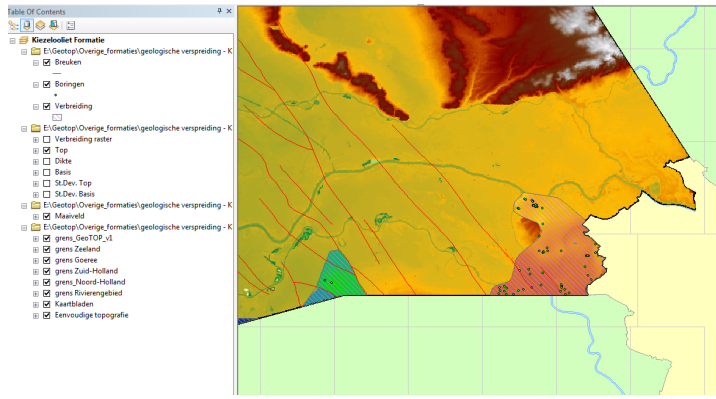 Table Of Contents
Kiezelooliet Formatie
E:\Geotop\Overige_formaties\geologische verspreiding - K
Breuken
Boringen
Verbreiding
E:\Geotop\Overige_formaties\geologische verspreiding - K
Verbreiding raster
Top
Dikte
Basis
St.Dev. Top
St.Dev. Basis
E:\Geotop\Overige_formaties\geologische verspreiding - K
Maaiveld
E:\Geotop\Overige_formaties\geologische verspreiding - K
grens_GeoTOP_v1
grens Zeeland
grens Goeree
grens Zuid-Holland
grens_Noord-Holland
grens Rivierengebied
Kaartbladen
Eenvoudige topografie